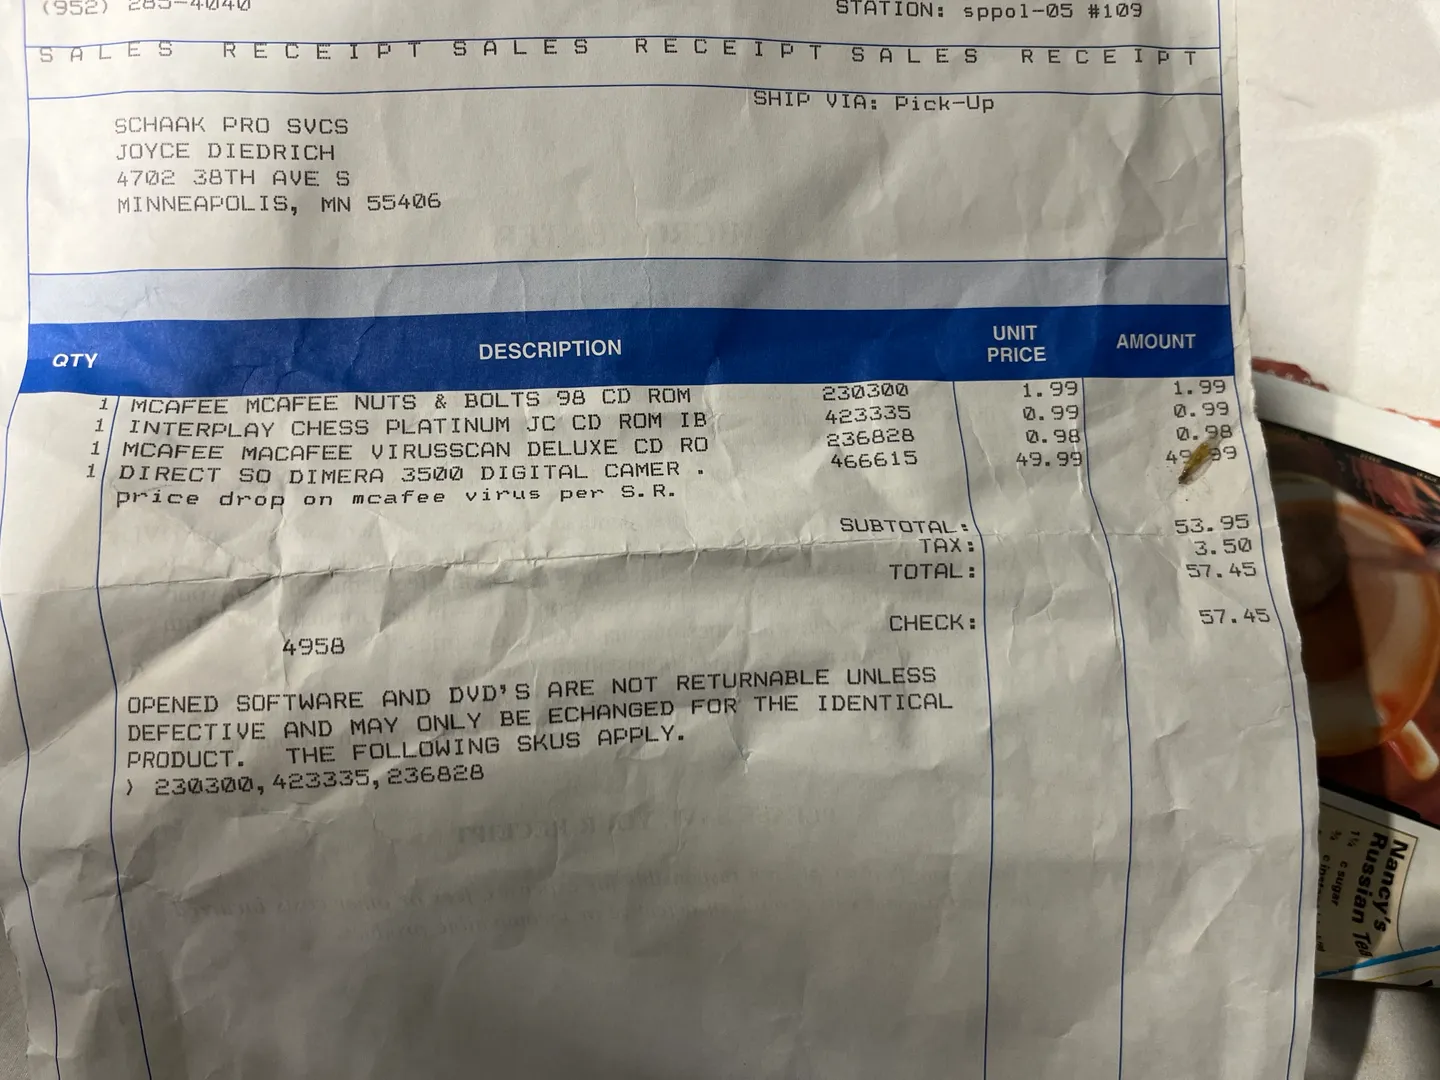 (952) 285-4040
STATION: sppol-05 #109
SALES RECEIPT SALES RECEIPT SALES RECEIPT
SHIP VIA: Pick-Up
SCHAAK PRO SVCS
JOYCE DIEDRICH
4702 38TH AVE S
MINNEAPOLIS, MN 55406
QTY DESCRIPTION UNIT PRICE AMOUNT
1 MCAFEE MCAFEE NUTS & BOLTS 98 CD ROM 230300 1.99 1.99
1 INTERPLAY CHESS PLATINUM JC CD ROM IB 423335 0.99 0.99
1 MCAFEE MACAFEE VIRUSSCAN DELUXE CD RO 236828 0.98 0.98
1 DIRECT SO DIMERA 3500 DIGITAL CAMER . 466615 49.99 49.99
price drop on mcafee virus per S.R.
SUBTOTAL: 53.95
TAX: 3.50
TOTAL: 57.45
CHECK: 57.45
4958
OPENED SOFTWARE AND DVD'S ARE NOT RETURNABLE UNLESS
DEFECTIVE AND MAY ONLY BE ECHANGED FOR THE IDENTICAL
PRODUCT. THE FOLLOWING SKUS APPLY.
) 230300,423335,236828
Nancy's
Russian
1½ c sugar